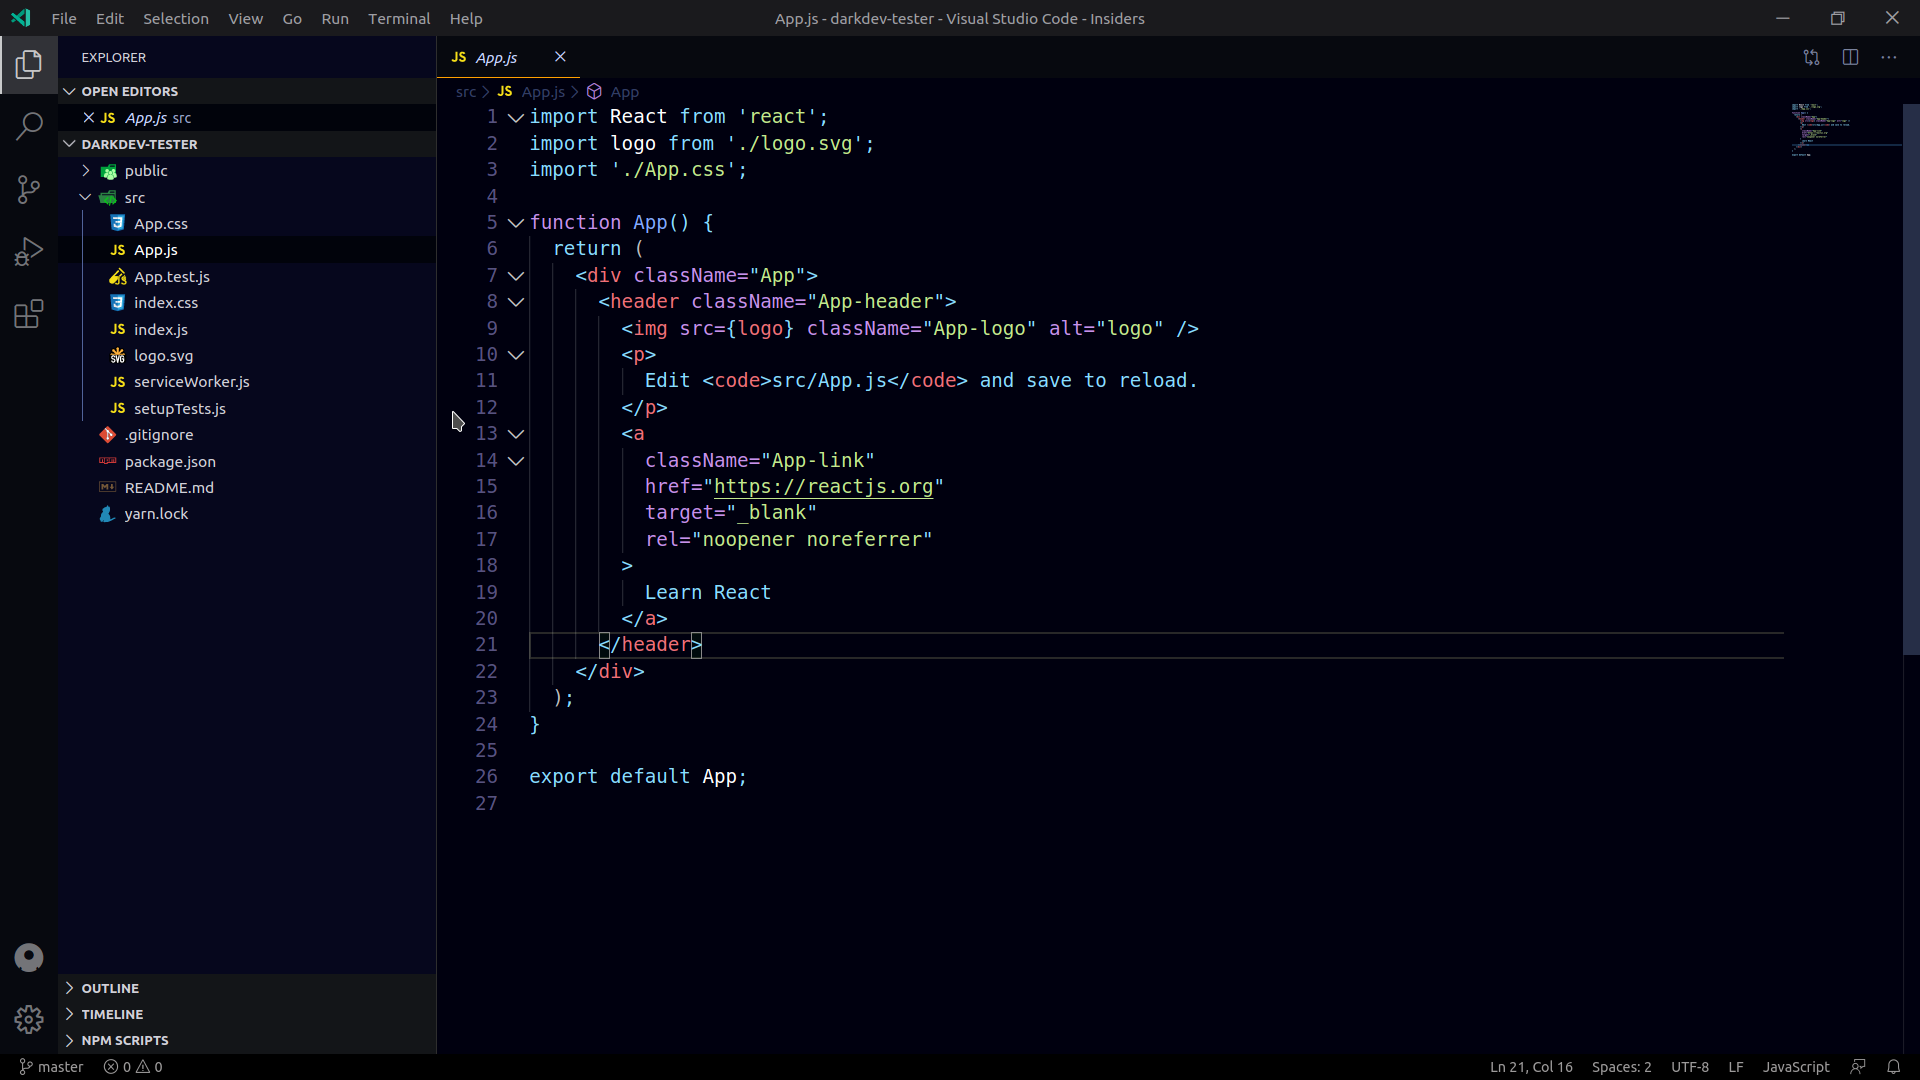 File Edit Selection View Go Run Terminal Help
App.js - darkdev-tester - Visual Studio Code - Insiders
EXPLORER
OPEN EDITORS
JS App.js src
DARKDEV-TESTER
public
src
App.css
JS App.js
App.test.js
index.css
JS index.js
logo.svg
JS serviceWorker.js
JS setupTests.js
.gitignore
package.json
README.md
yarn.lock
OUTLINE
TIMELINE
NPM SCRIPTS
JS App.js
src > JS App.js > App
1 import React from 'react';
2 import logo from './logo.svg';
3 import './App.css';
4
5 function App() {
6 return (
7 <div className="App">
8 <header className="App-header">
9 <img src={logo} className="App-logo" alt="logo" />
10 <p>
11 Edit <code>src/App.js</code> and save to reload.
12 </p>
13 <a
14 className="App-link"
15 href="https://reactjs.org"
16 target="_blank"
17 rel="noopener noreferrer"
18 >
19 Learn React
20 </a>
21 </header>
22 </div>
23 );
24 }
25
26 export default App;
27
master 0 0
Ln 21, Col 16 Spaces: 2 UTF-8 LF JavaScript